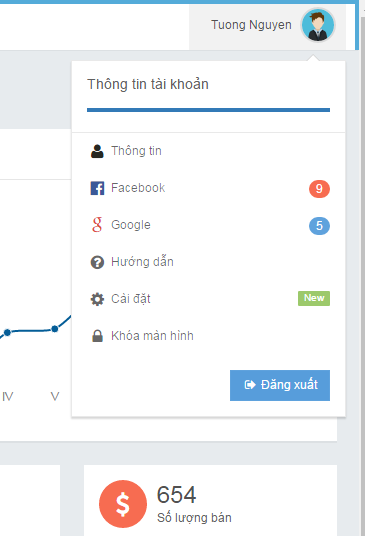 Tuong Nguyen
Thông tin tài khoản
Thông tin
Facebook 9
Google 5
Hướng dẫn
Cài đặt New
Khóa màn hình
Đăng xuất
IV V
654
Số lượng bán